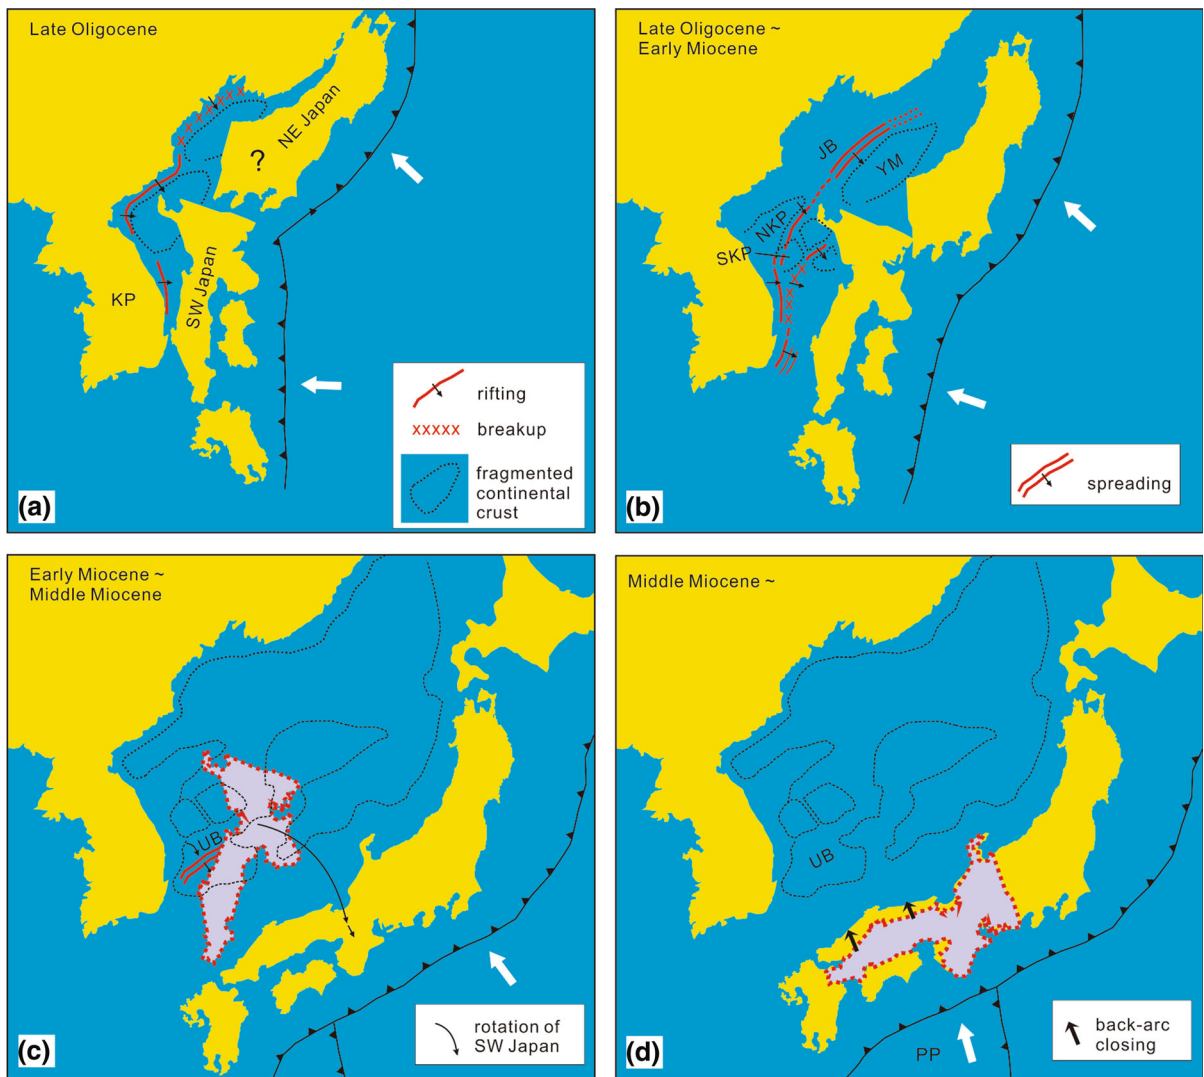 Late Oligocene
NE Japan
?
KP
SW Japan
rifting
xxxxx breakup
fragmented
continental
crust
(a)
Late Oligocene ~
Early Miocene
JB
YM
NKP
SKP
spreading
(b)
Early Miocene ~
Middle Miocene
UB
rotation of
SW Japan
(c)
Middle Miocene ~
UB
back-arc
closing
PP
(d)